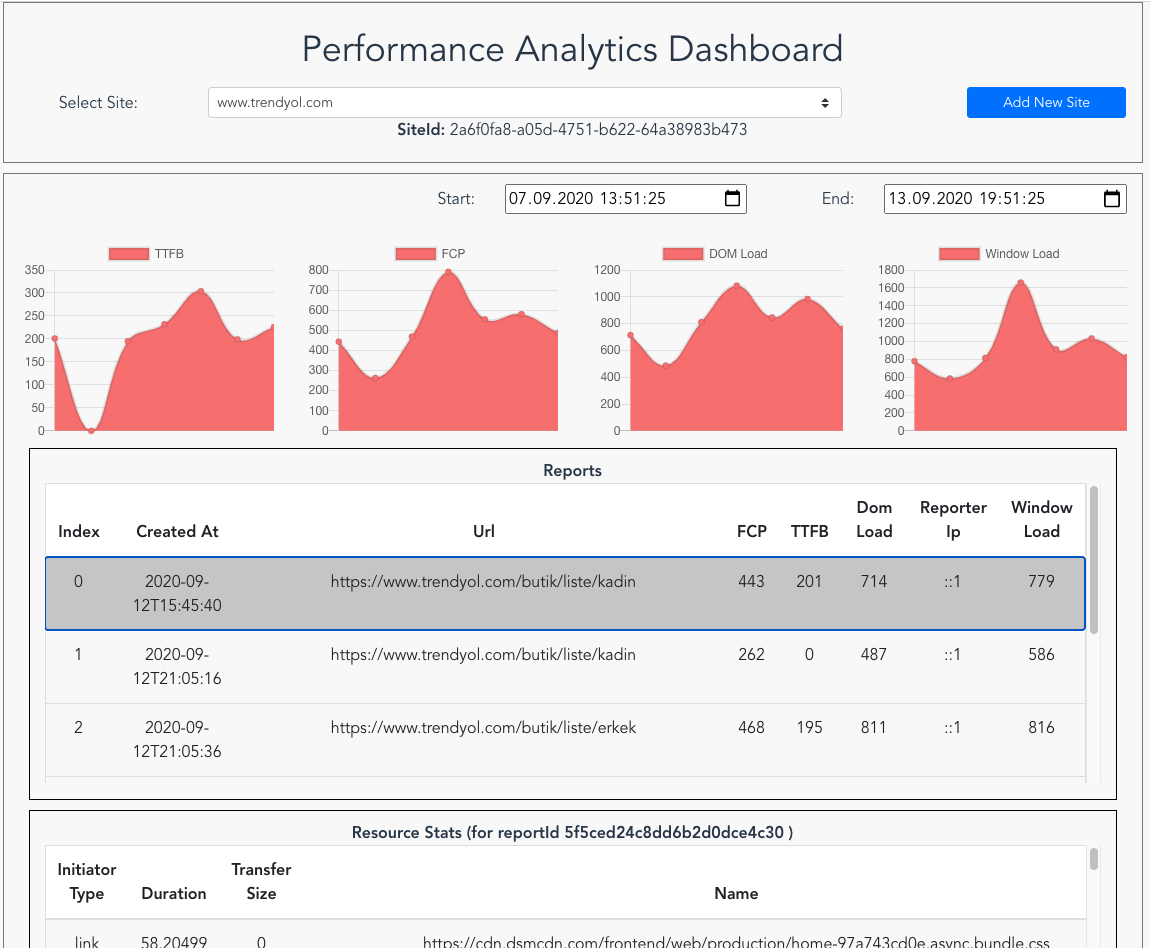 Performance Analytics Dashboard
Select Site: www.trendyol.com Add New Site
SiteId: 2a6f0fa8-a05d-4751-b622-64a38983b473
Start: 07.09.2020 13:51:25 End: 13.09.2020 19:51:25
TTFB
350
300
250
200
150
100
50
0
FCP
800
700
600
500
400
300
200
100
0
DOM Load
1200
1000
800
600
400
200
0
Window Load
1800
1600
1400
1200
1000
800
600
400
200
0
Reports
Index Created At Url FCP TTFB Dom Load Reporter Ip Window Load
0 2020-09-12T15:45:40 https://www.trendyol.com/butik/liste/kadin 443 201 714 ::1 779
1 2020-09-12T21:05:16 https://www.trendyol.com/butik/liste/kadin 262 0 487 ::1 586
2 2020-09-12T21:05:36 https://www.trendyol.com/butik/liste/erkek 468 195 811 ::1 816
Resource Stats (for reportId 5f5ced24c8dd6b2d0dce4c30 )
Initiator Type Duration Transfer Size Name
link 58.20499 0 https://cdn.dsmcdn.com/frontend/web/production/home-97a743cd0e.async.bundle.css